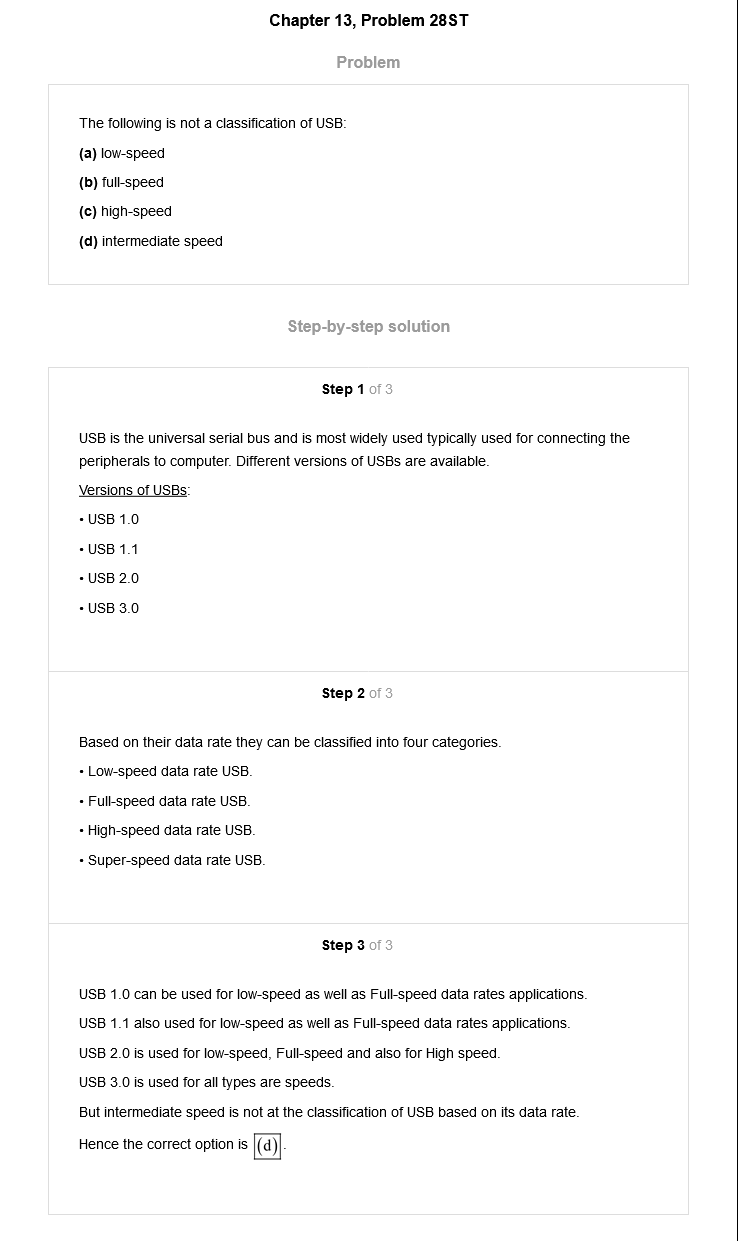 Chapter 13, Problem 28ST
Problem
The following is not a classification of USB:
(a) low-speed
(b) full-speed
(c) high-speed
(d) intermediate speed
Step-by-step solution
Step 1 of 3
USB is the universal serial bus and is most widely used typically used for connecting the
peripherals to computer. Different versions of USBs are available.
Versions of USBs:
• USB 1.0
• USB 1.1
• USB 2.0
• USB 3.0
Step 2 of 3
Based on their data rate they can be classified into four categories.
• Low-speed data rate USB.
• Full-speed data rate USB.
• High-speed data rate USB.
• Super-speed data rate USB.
Step 3 of 3
USB 1.0 can be used for low-speed as well as Full-speed data rates applications.
USB 1.1 also used for low-speed as well as Full-speed data rates applications.
USB 2.0 is used for low-speed, Full-speed and also for High speed.
USB 3.0 is used for all types are speeds.
But intermediate speed is not at the classification of USB based on its data rate.
Hence the correct option is (d).